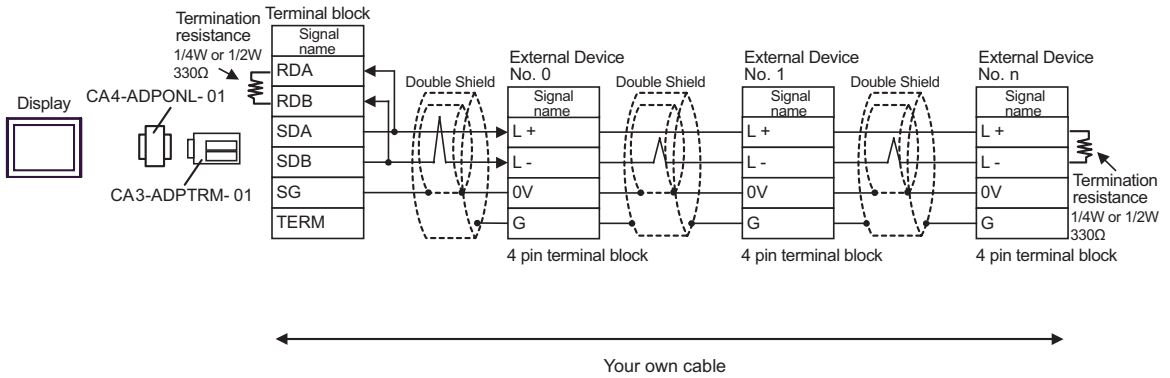 Display
CA4-ADPONL- 01
CA3-ADPTRM- 01
Termination
resistance
1/4W or 1/2W
330Ω
Terminal block
Signal
name
RDA
RDB
SDA
SDB
SG
TERM
Double Shield
External Device
No. 0
Signal
name
L +
L -
0V
G
4 pin terminal block
Double Shield
External Device
No. 1
Signal
name
L +
L -
0V
G
4 pin terminal block
Double Shield
External Device
No. n
Signal
name
L +
L -
0V
G
4 pin terminal block
Termination
resistance
1/4W or 1/2W
330Ω
Your own cable